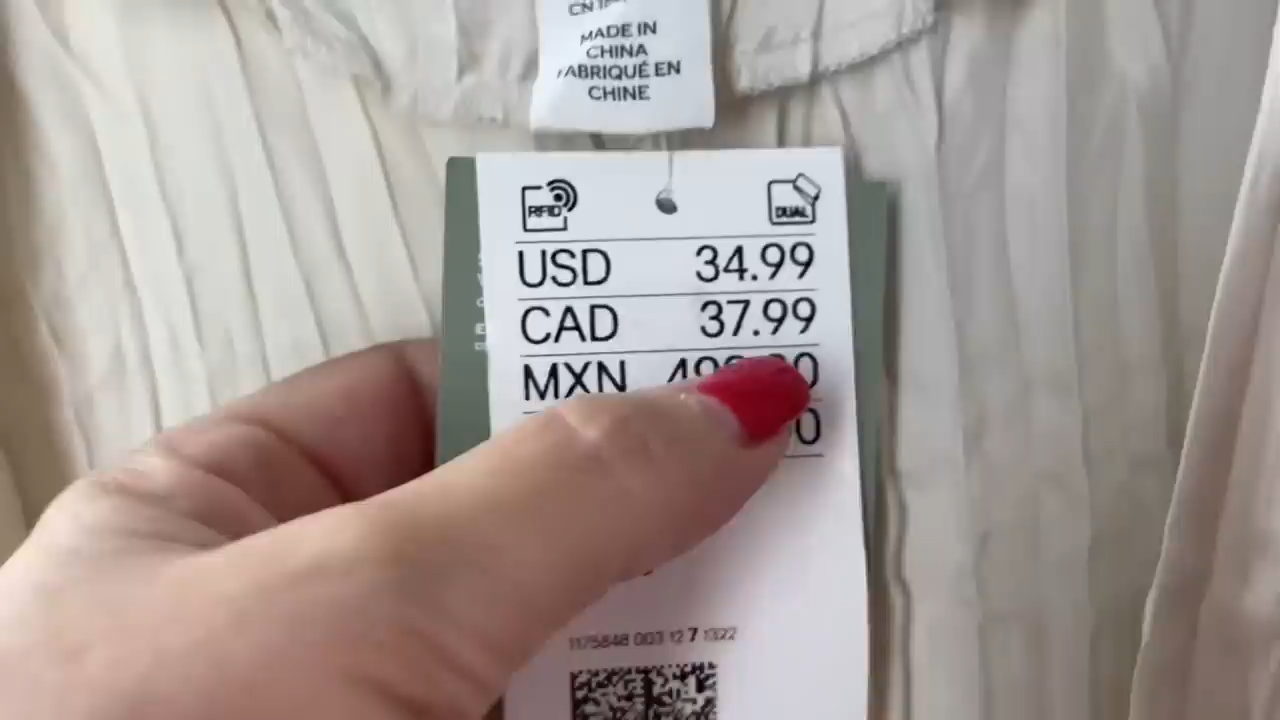 MADE IN
CHINA
FABRIQUÉ EN
CHINE
RFID
DUAL
USD 34.99
CAD 37.99
MXN
1175848 003 12 7 1322